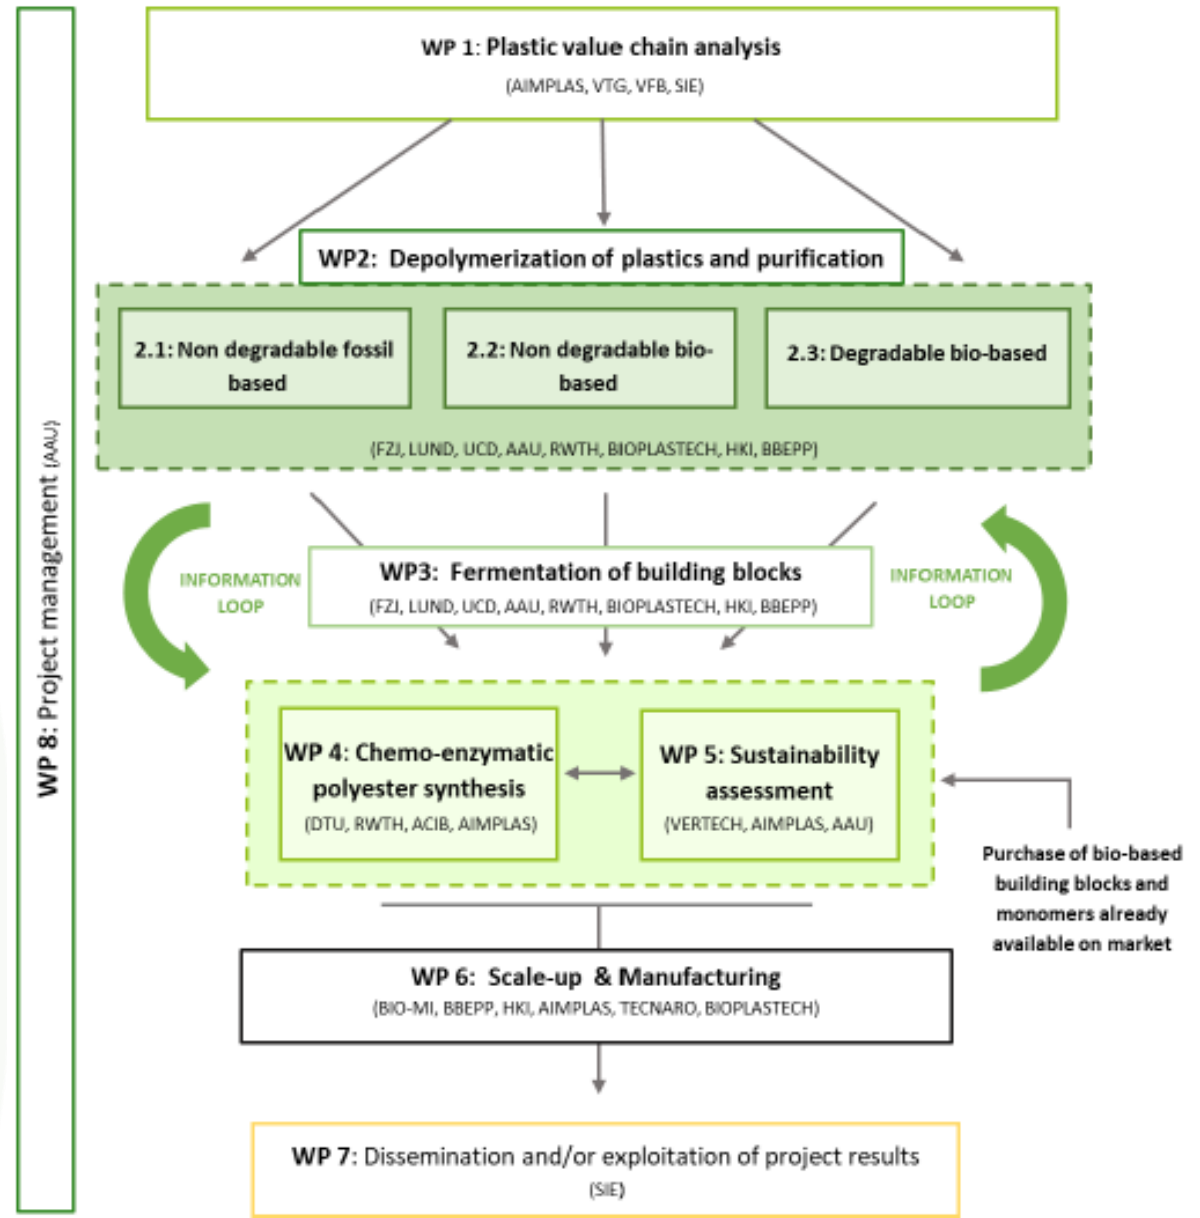 WP 8: Project management (AAU)
WP 1: Plastic value chain analysis
(AIMPLAS, VTG, VFB, SIE)
WP2: Depolymerization of plastics and purification
2.1: Non degradable fossil
based
2.2: Non degradable bio-
based
2.3: Degradable bio-based
(FZJ, LUND, UCD, AAU, RWTH, BIOPLASTECH, HKI, BBEPP)
INFORMATION
LOOP
WP3: Fermentation of building blocks
(FZJ, LUND, UCD, AAU, RWTH, BIOPLASTECH, HKI, BBEPP)
INFORMATION
LOOP
WP 4: Chemo-enzymatic
polyester synthesis
(DTU, RWTH, ACIB, AIMPLAS)
WP 5: Sustainability
assessment
(VERTECH, AIMPLAS, AAU)
Purchase of bio-based
building blocks and
monomers already
available on market
WP 6: Scale-up & Manufacturing
(BIO-MI, BBEPP, HKI, AIMPLAS, TECNARO, BIOPLASTECH)
WP 7: Dissemination and/or exploitation of project results
(SIE)